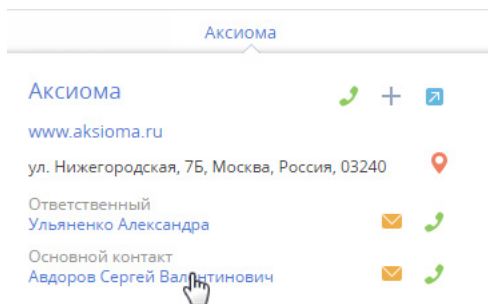 Аксиома
Аксиома
www.aksioma.ru
ул. Нижегородская, 7Б, Москва, Россия, 03240
Ответственный
Ульяненко Александра
Основной контакт
Авдоров Сергей Валентинович